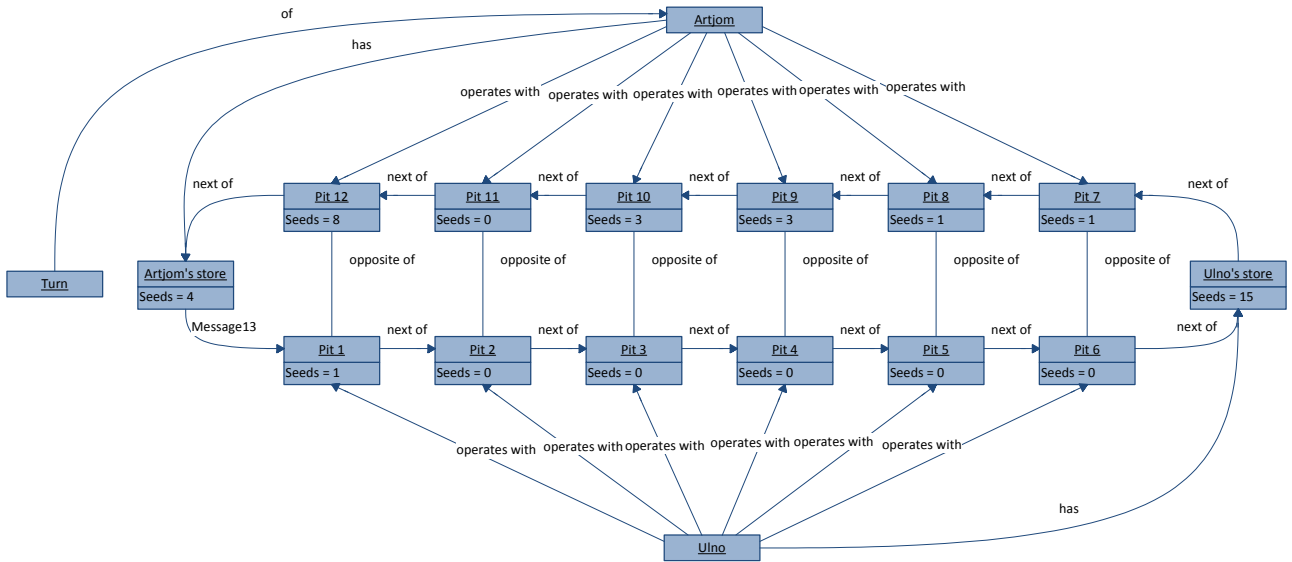 of
Artjom
has
operates with
operates with
operates with
operates with
operates with
operates with
next of
Pit 12
Seeds = 8
next of
Pit 11
Seeds = 0
next of
Pit 10
Seeds = 3
next of
Pit 9
Seeds = 3
next of
Pit 8
Seeds = 1
next of
Pit 7
Seeds = 1
next of
Turn
Artjom's store
Seeds = 4
opposite of
opposite of
opposite of
opposite of
opposite of
opposite of
Ulno's store
Seeds = 15
Message13
Pit 1
Seeds = 1
next of
Pit 2
Seeds = 0
next of
Pit 3
Seeds = 0
next of
Pit 4
Seeds = 0
next of
Pit 5
Seeds = 0
next of
Pit 6
Seeds = 0
next of
operates with
operates with
operates with
operates with
operates with
operates with
has
Ulno